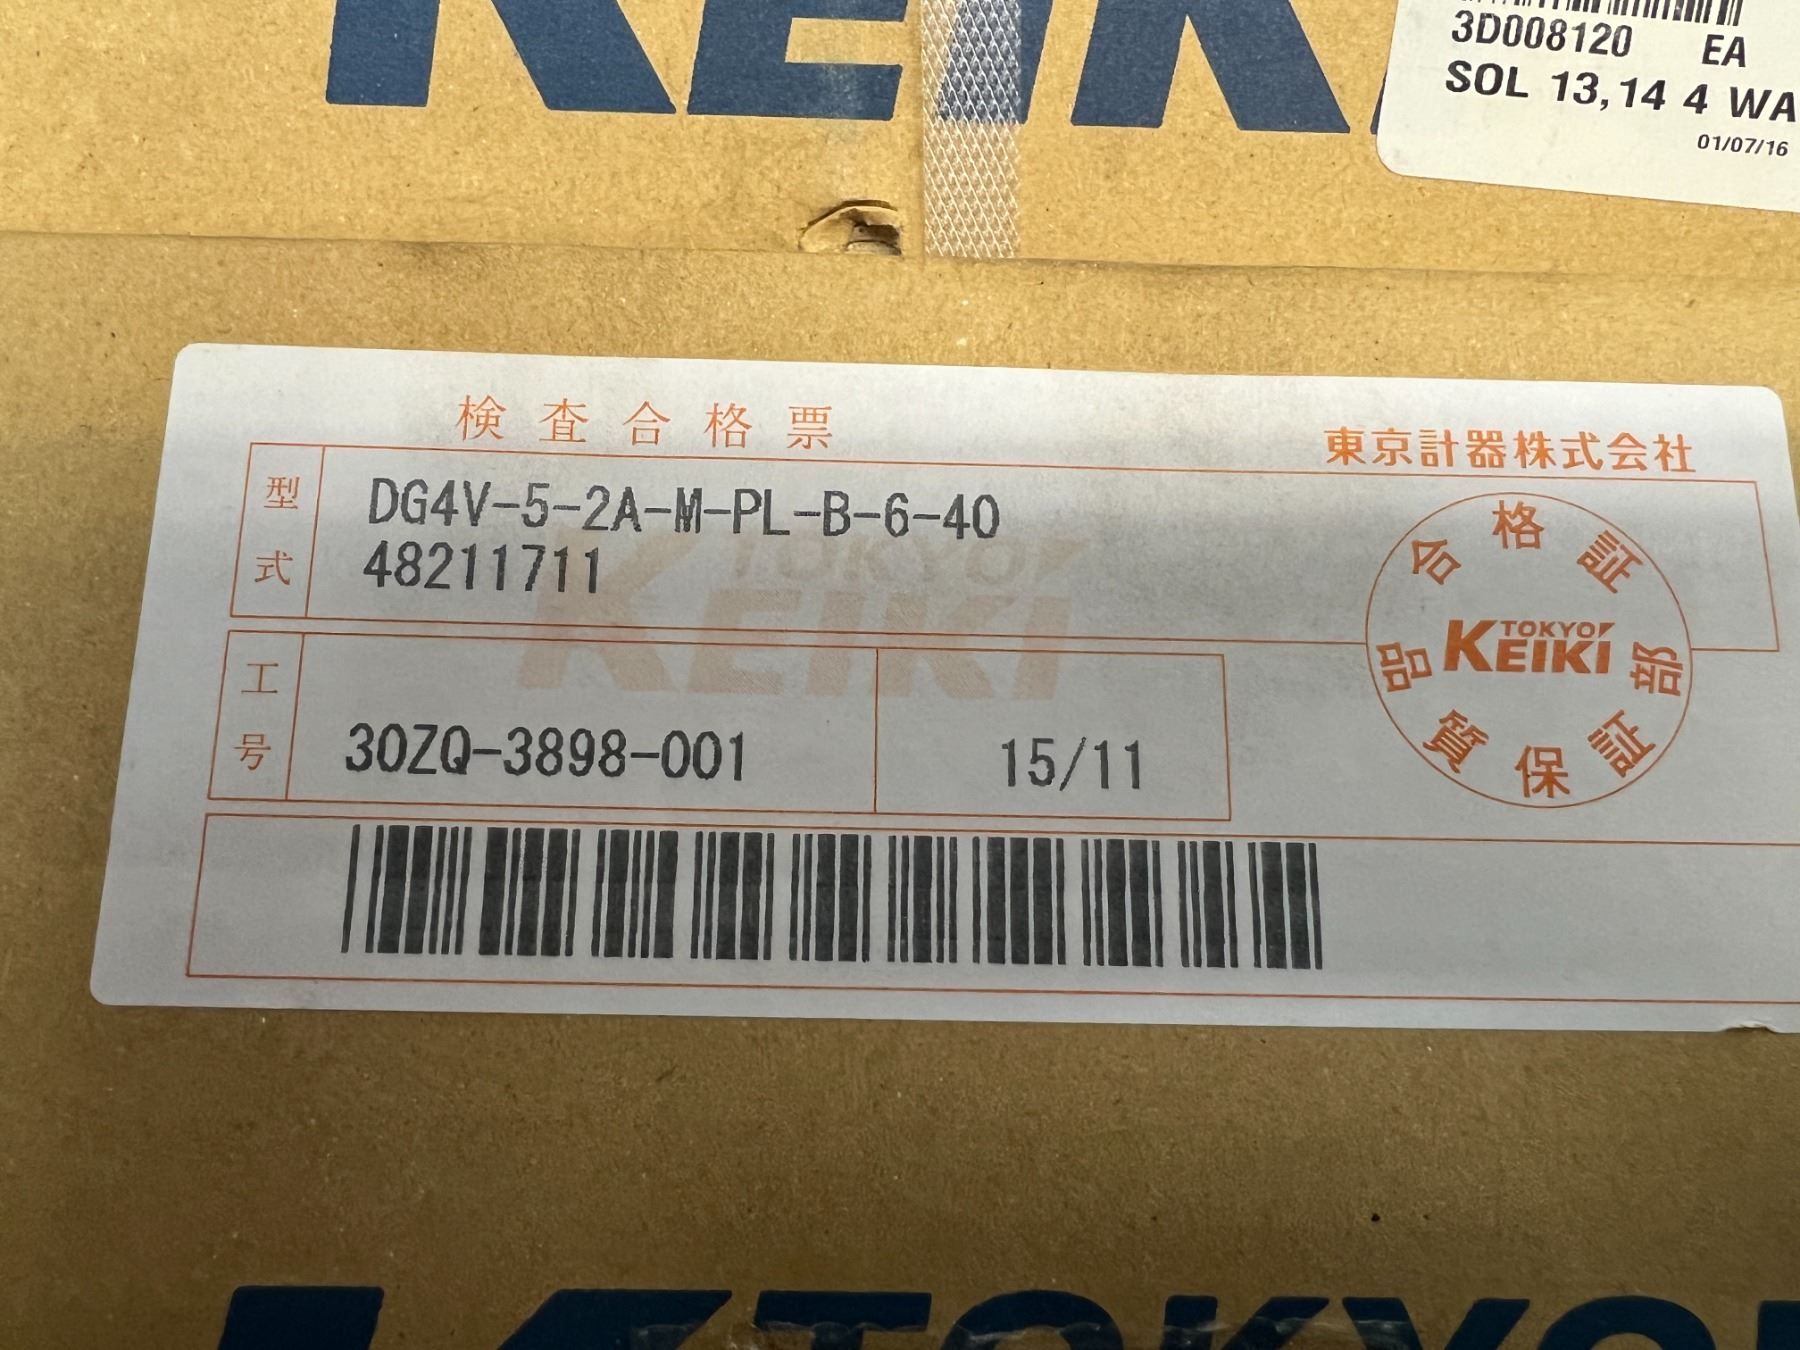 KEIKI
3D008120 EA
SOL 13,14 4 WA
01/07/16
検査合格票
東京計器株式会社
型式
DG4V-5-2A-M-PL-B-6-40
48211711
TOKYO
KEIKI
合格証
TOKYO
KEIKI
品質保証部
工号
30ZQ-3898-001
15/11
TOKYO